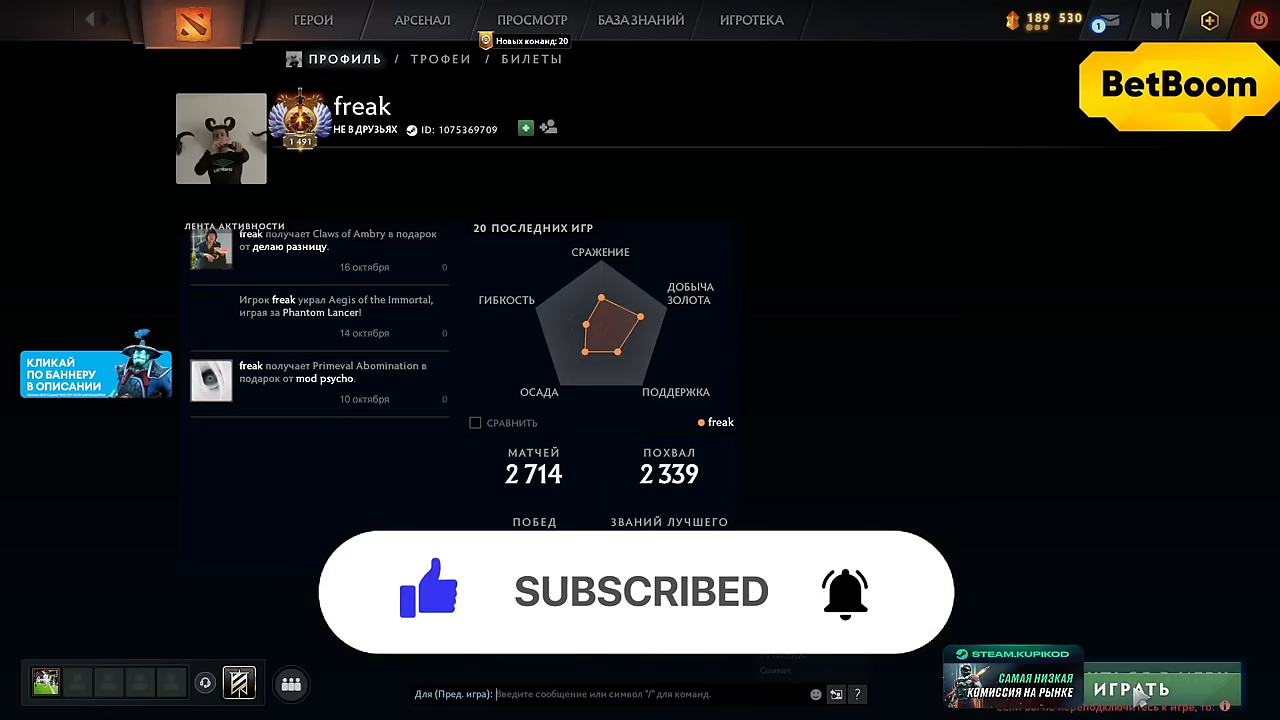 ГЕРОИ
АРСЕНАЛ
ПРОСМОТР
БАЗА ЗНАНИЙ
ИГРОТЕКА
189 530
1
Новых команд: 20
ПРОФИЛЬ / ТРОФЕИ / БИЛЕТЫ
BetBoom
freak
НЕ В ДРУЗЬЯХ ID: 1075369709
1 491
ЛЕНТА АКТИВНОСТИ
freak получает Claws of Ambry в подарок
от делаю разницу.
16 октября 0
Игрок freak украл Aegis of the Immortal,
играя за Phantom Lancer!
14 октября 0
freak получает Primeval Abomination в
подарок от mod psycho.
10 октября 0
20 ПОСЛЕДНИХ ИГР
СРАЖЕНИЕ
ДОБЫЧА
ЗОЛОТА
ГИБКОСТЬ
ОСАДА
ПОДДЕРЖКА
СРАВНИТЬ
freak
МАТЧЕЙ
2 714
ПОХВАЛ
2 339
ПОБЕД
ЗВАНИЙ ЛУЧШЕГО
КЛИКАЙ
ПО БАННЕРУ
В ОПИСАНИИ
SUBSCRIBED
Cooman
Для (Пред. игра): Введите сообщение или символ "/" для команд.
?
STEAM.KUPIKOD
САМАЯ НИЗКАЯ
КОМИССИЯ НА РЫНКЕ
ИГРАТЬ